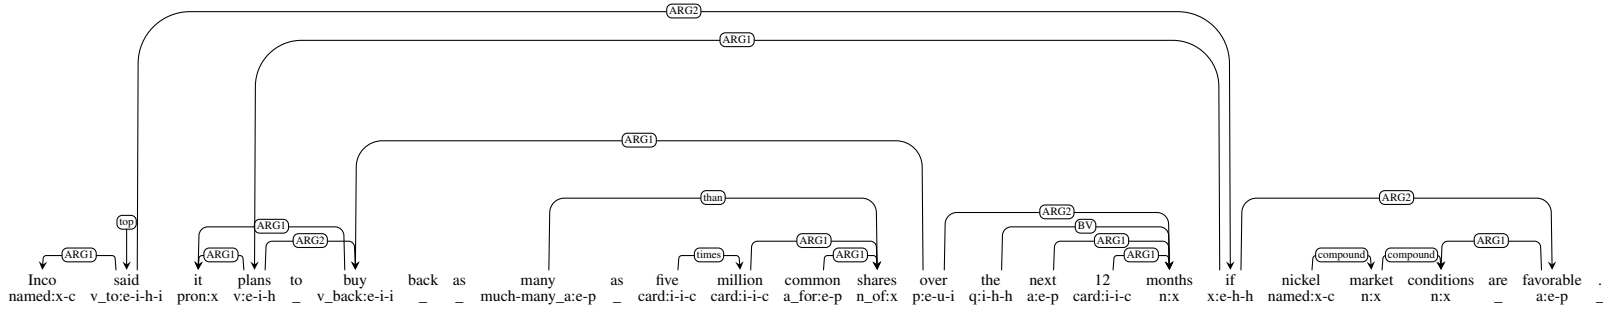 ARG2
ARG1
ARG1
than ARG2
top ARG1 BV
ARG2 ARG1 ARG1 ARG1
ARG1 ARG1 times ARG1 ARG1 compound compound
Inco said it plans to buy back as many as five million common shares over the next 12 months if nickel market conditions are favorable .
named:x-c v_to:e-i-h-i pron:x v:e-i-h _ v_back:e-i-i _ _ much-many_a:e-p _ card:i-i-c card:i-i-c a_for:e-p n_of:x p:e-u-i q:i-h-h a:e-p card:i-i-c n:x x:e-h-h named:x-c n:x n:x _ a:e-p _